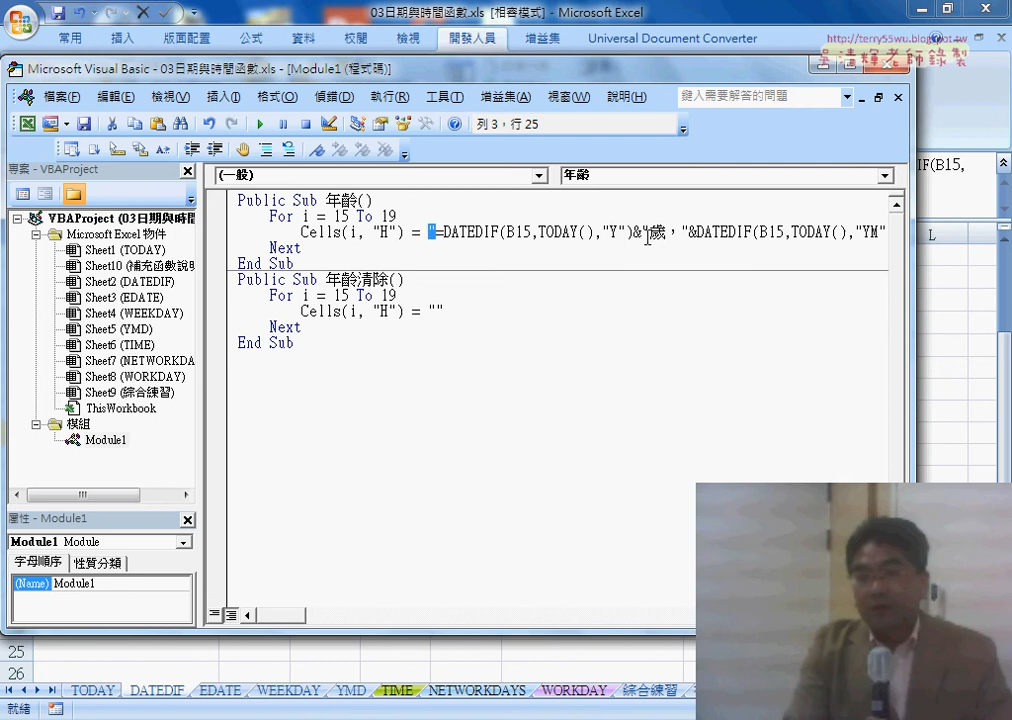 03日期與時間函數.xls [相容模式] - Microsoft Excel
常用 插入 版面配置 公式 資料 校閱 檢視 開發人員 增益集 Universal Document Converter
http://terry55wu.blogspot.tw
吳清輝老師錄製
Microsoft Visual Basic - 03日期與時間函數.xls - [Module1 (程式碼)]
檔案(F) 編輯(E) 檢視(V) 插入(I) 格式(O) 偵錯(D) 執行(R) 工具(T) 增益集(A) 視窗(W) 說明(H) 鍵入需要解答的問題
列 3，行 25
IF(B15,
專案 - VBAProject
(一般) 年齡
VBAProject (03日期與時間
Microsoft Excel 物件
Sheet1 (TODAY)
Sheet10 (補充函數說明
Sheet2 (DATEDIF)
Sheet3 (EDATE)
Sheet4 (WEEKDAY)
Sheet5 (YMD)
Sheet6 (TIME)
Sheet7 (NETWORKDA
Sheet8 (WORKDAY)
Sheet9 (綜合練習)
ThisWorkbook
模組
Module1
Public Sub 年齡()
For i = 15 To 19
Cells(i, "H") = "=DATEDIF(B15,TODAY(),"Y")&"歲，"&DATEDIF(B15,TODAY(),"YM"
Next
End Sub
Public Sub 年齡清除()
For i = 15 To 19
Cells(i, "H") = ""
Next
End Sub
L
屬性 - Module1
Module1 Module
字母順序 性質分類
(Name) Module1
25
26
TODAY DATEDIF EDATE WEEKDAY YMD TIME NETWORKDAYS WORKDAY 綜合練習
就緒